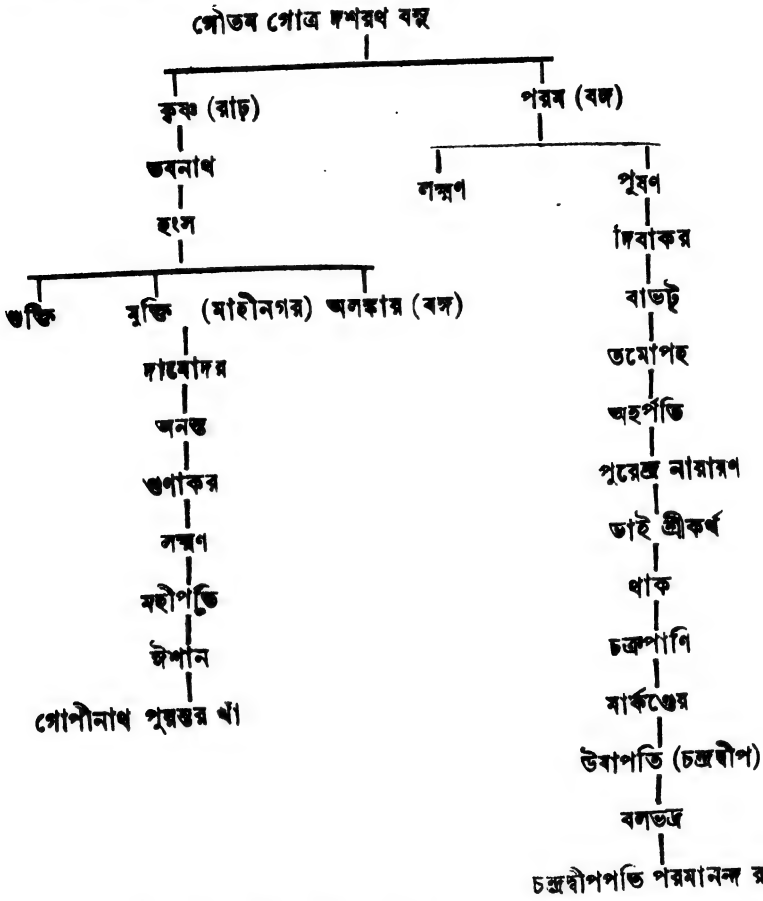 গৌতম গোত্র দশরথ বসু
কৃষ্ণ (রাঢ়)
পরম (বঙ্গ)
ভবনাথ
লক্ষ্মণ
পূষণ
হংস
দিবাকর
শুক্তি মুক্তি (মাহীনগর) অলঙ্কার (বঙ্গ)
বাভটু
দামোদর
তমোপহ
অনন্ত
অহর্পতি
গুণাকর
পুরেন্দ্র নারায়ণ
লক্ষ্মণ
ডাই শ্রীকর্থ
মহীপতি
থাক
ঈশান
চক্রপাণি
গোপীনাথ পুরন্তর খাঁ
মার্কণ্ডের
উষাপতি (চন্দ্রদ্বীপ)
বলভদ্র
চন্দ্রদ্বীপপতি পরমানন্দ র